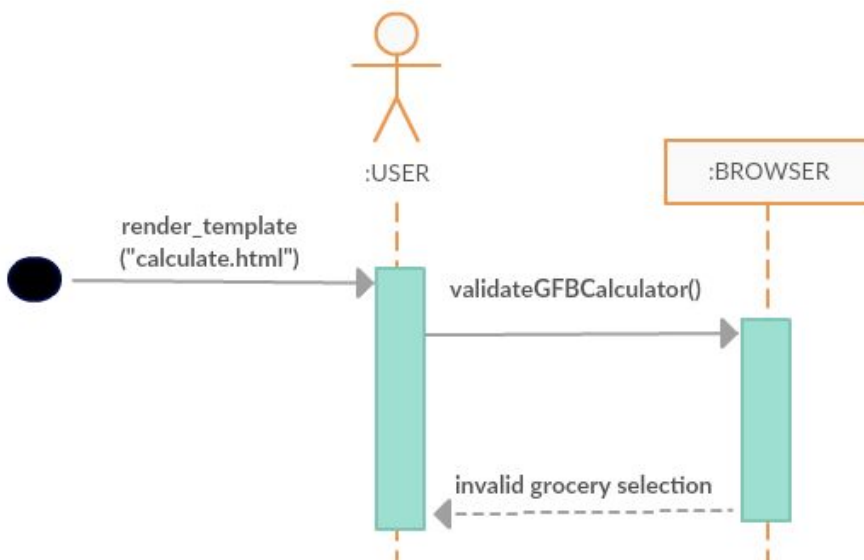 :USER
:BROWSER
render_template
("calculate.html")
validateGFBCalculator()
invalid grocery selection